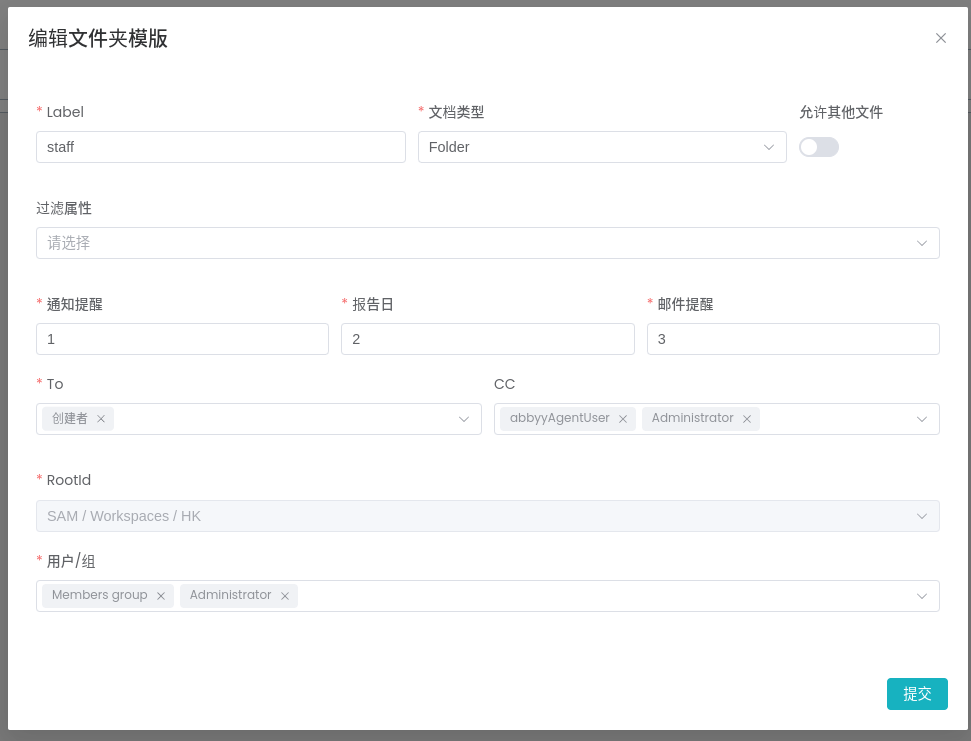 编辑文件夹模版
* Label
* 文档类型
允许其他文件
staff
Folder
过滤属性
请选择
* 通知提醒
* 报告日
* 邮件提醒
1
2
3
* To
CC
创建者
abbyyAgentUser
Administrator
* RootId
SAM / Workspaces / HK
* 用户/组
Members group
Administrator
提交